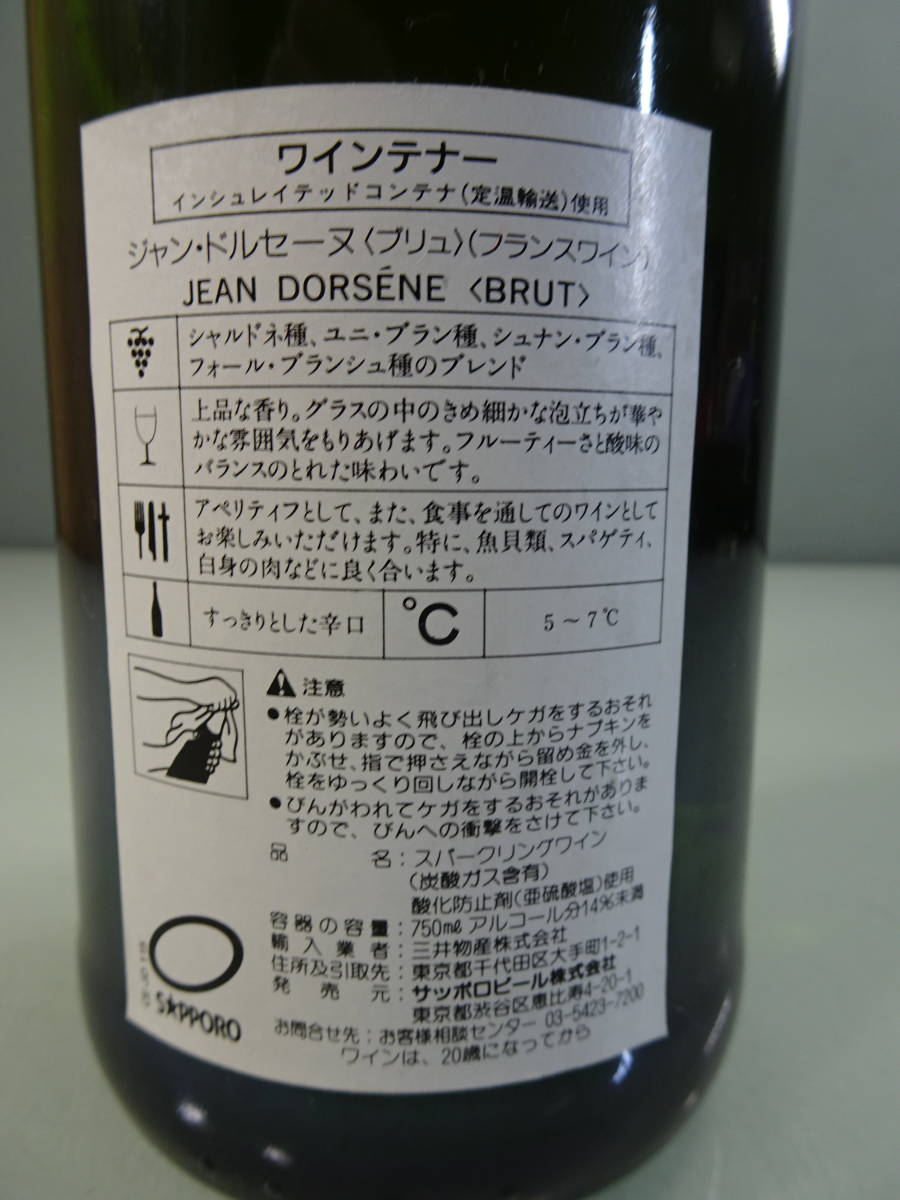 ワインテナー
インシュレイテッドコンテナ(定温輸送)使用
ジャン・ドルセーヌ〈ブリュ〉(フランスワイン)
JEAN DORSÉNE 〈BRUT〉
シャルドネ種、ユニ・ブラン種、シュナン・ブラン種、
フォール・ブランシュ種のブレンド
上品な香り。グラスの中のきめ細かな泡立ちが華や
かな雰囲気をもりあげます。フルーティーさと酸味の
バランスのとれた味わいです。
アペリティフとして、また、食事を通してのワインとして
お楽しみいただけます。特に、魚貝類、スパゲティ、
白身の肉などに良く合います。
すっきりとした辛口
℃
5～7℃
注意
●栓が勢いよく飛び出しケガをするおそれ
がありますので、栓の上からナプキンを
かぶせ、指で押さえながら留め金を外し、
栓をゆっくり回しながら開栓して下さい。
●びんがわれてケガをするおそれがありま
すので、びんへの衝撃をさけて下さい。
品名:スパークリングワイン
(炭酸ガス含有)
酸化防止剤(亜硫酸塩)使用
容器の容量:750mℓ アルコール分14%未満
輸入業者:三井物産株式会社
住所及引取先:東京都千代田区大手町1-2-1
発売元:サッポロビール株式会社
東京都渋谷区恵比寿4-20-1
お問合せ先:お客様相談センター 03-5423-7200
ワインは、20歳になってから
S★PPORO